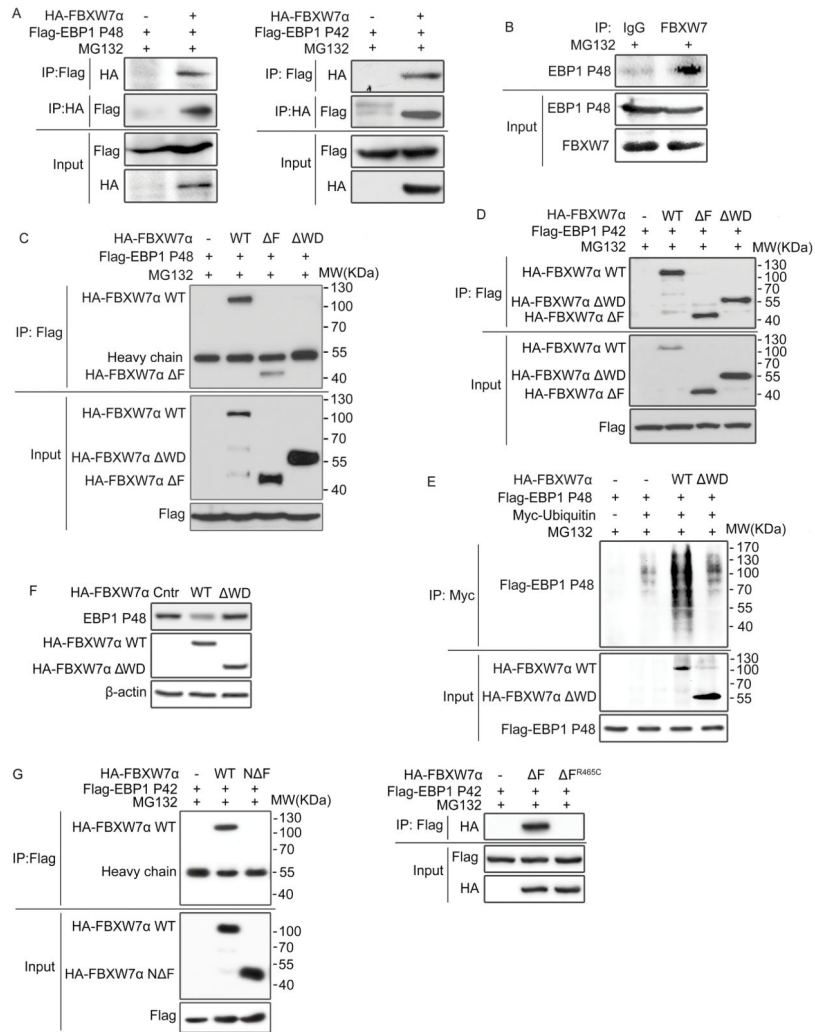 A
HA-FBXW7α - +
Flag-EBP1 P48 + +
MG132 + +
IP:Flag HA
IP:HA Flag
Input Flag
HA
HA-FBXW7α - +
Flag-EBP1 P42 + +
MG132 + +
IP: Flag HA
IP:HA Flag
Input Flag
HA
B
IP: IgG FBXW7
MG132 + +
EBP1 P48
Input EBP1 P48
FBXW7
C
HA-FBXW7α - WT ΔF ΔWD
Flag-EBP1 P48 + + + +
MG132 + + + + MW(KDa)
IP: Flag
HA-FBXW7α WT
Heavy chain
HA-FBXW7α ΔF
130
100
70
55
40
Input
HA-FBXW7α WT
HA-FBXW7α ΔWD
HA-FBXW7α ΔF
130
100
70
55
40
Flag
D
HA-FBXW7α - WT ΔF ΔWD
Flag-EBP1 P42 + + + +
MG132 + + + + MW(KDa)
IP: Flag
HA-FBXW7α WT
HA-FBXW7α ΔWD
HA-FBXW7α ΔF
130
100
70
55
40
Input
HA-FBXW7α WT
HA-FBXW7α ΔWD
HA-FBXW7α ΔF
130
100
70
55
40
Flag
E
HA-FBXW7α - - WT ΔWD
Flag-EBP1 P48 + + + +
Myc-Ubiquitin - + + +
MG132 + + + + MW(KDa)
IP: Myc
Flag-EBP1 P48
170
130
100
70
55
40
Input
HA-FBXW7α WT
HA-FBXW7α ΔWD
130
100
70
55
Flag-EBP1 P48
F
HA-FBXW7α Cntr WT ΔWD
EBP1 P48
HA-FBXW7α WT
HA-FBXW7α ΔWD
β-actin
G
HA-FBXW7α - WT NΔF
Flag-EBP1 P42 + + +
MG132 + + + MW(KDa)
IP:Flag
HA-FBXW7α WT
Heavy chain
130
100
70
55
40
Input
HA-FBXW7α WT
HA-FBXW7α NΔF
100
70
55
40
Flag
HA-FBXW7α - ΔF ΔF^R465C
Flag-EBP1 P42 + + +
MG132 + + +
IP: Flag HA
Input Flag
HA